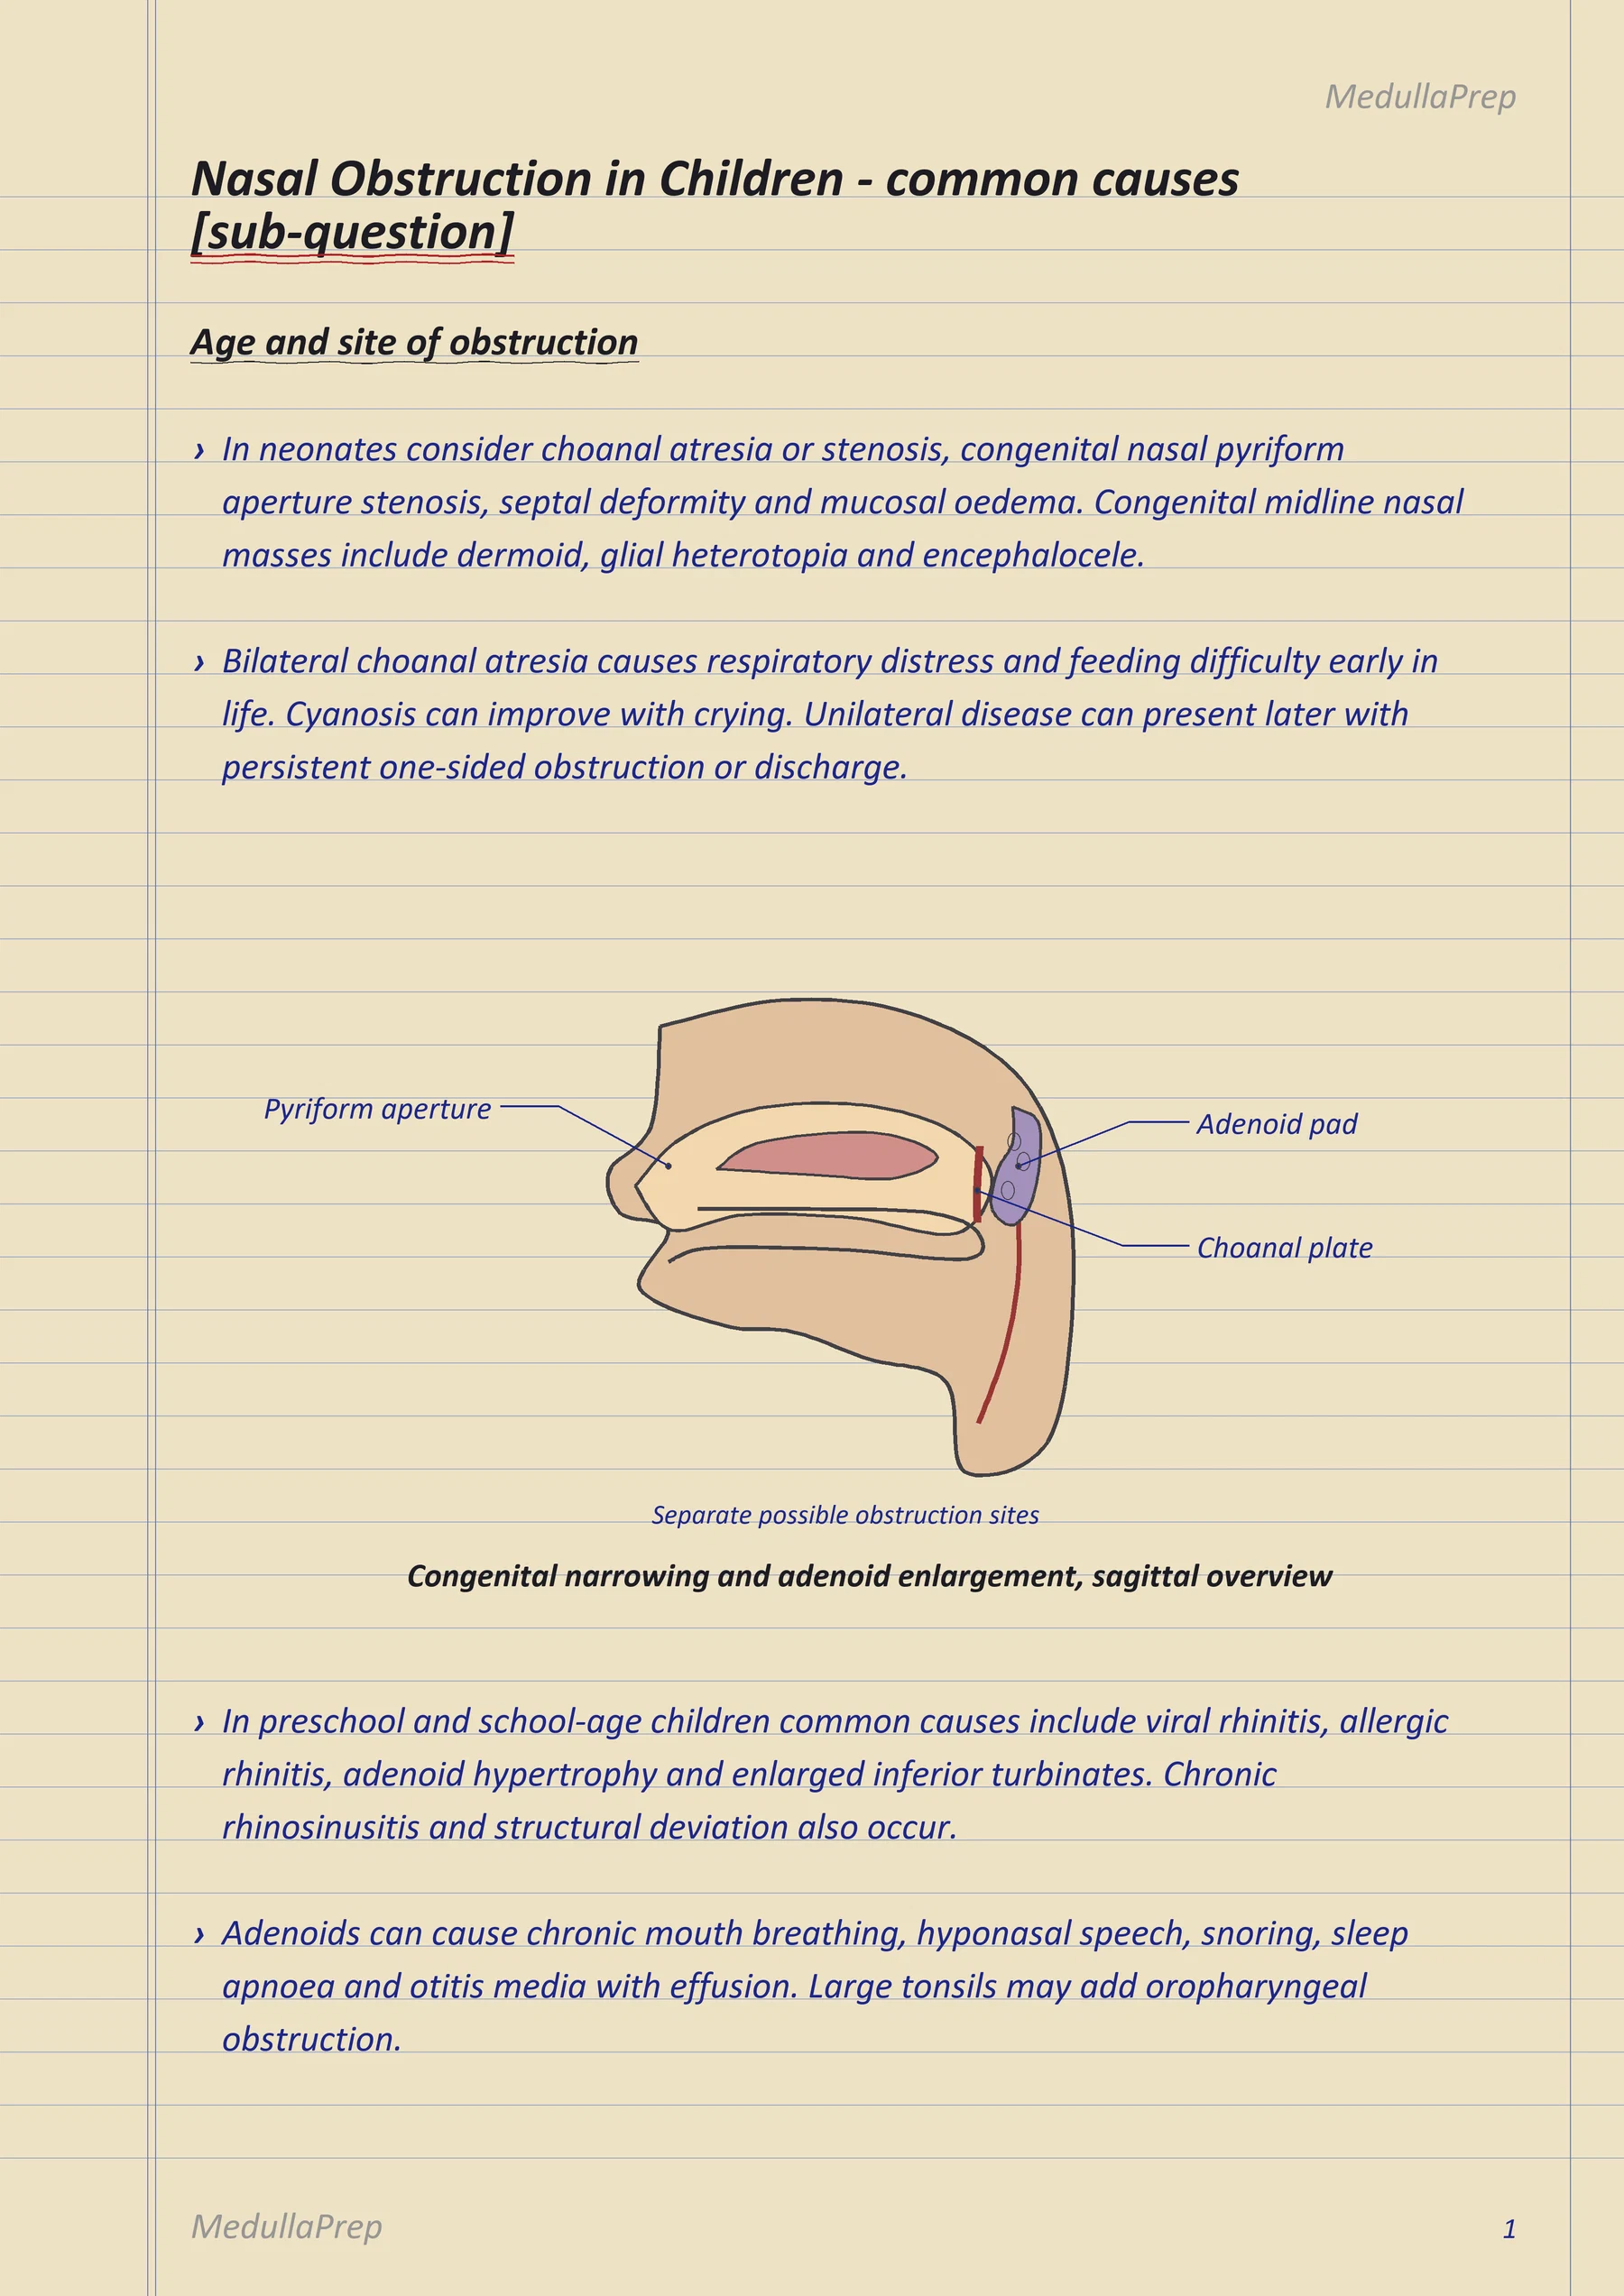 MedullaPrep
Nasal Obstruction in Children - common causes
[sub-question]
Age and site of obstruction
› In neonates consider choanal atresia or stenosis, congenital nasal pyriform
aperture stenosis, septal deformity and mucosal oedema. Congenital midline nasal
masses include dermoid, glial heterotopia and encephalocele.
› Bilateral choanal atresia causes respiratory distress and feeding difficulty early in
life. Cyanosis can improve with crying. Unilateral disease can present later with
persistent one-sided obstruction or discharge.
Pyriform aperture
Adenoid pad
Choanal plate
Separate possible obstruction sites
Congenital narrowing and adenoid enlargement, sagittal overview
› In preschool and school-age children common causes include viral rhinitis, allergic
rhinitis, adenoid hypertrophy and enlarged inferior turbinates. Chronic
rhinosinusitis and structural deviation also occur.
› Adenoids can cause chronic mouth breathing, hyponasal speech, snoring, sleep
apnoea and otitis media with effusion. Large tonsils may add oropharyngeal
obstruction.
MedullaPrep
1